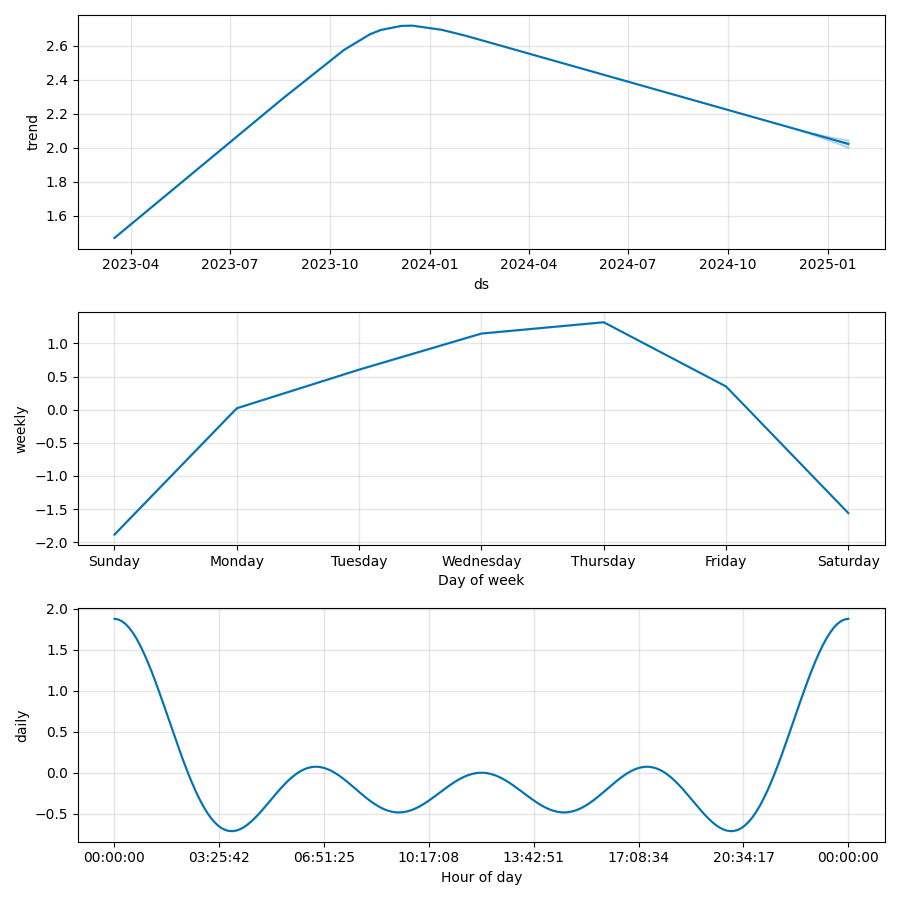 trend
2.6
2.4
2.2
2.0
1.8
1.6
2023-04 2023-07 2023-10 2024-01 2024-04 2024-07 2024-10 2025-01
ds
weekly
1.0
0.5
0.0
−0.5
−1.0
−1.5
−2.0
Sunday Monday Tuesday Wednesday Thursday Friday Saturday
Day of week
daily
2.0
1.5
1.0
0.5
0.0
−0.5
00:00:00 03:25:42 06:51:25 10:17:08 13:42:51 17:08:34 20:34:17 00:00:00
Hour of day